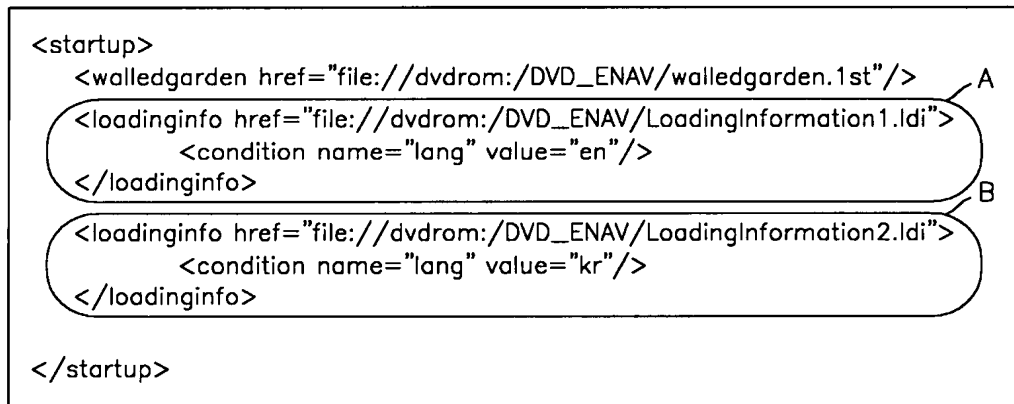 <startup>
<walledgarden href="file://dvdrom:/DVD_ENAV/walledgarden.1st"/>
A
<loadinginfo href="file://dvdrom:/DVD_ENAV/LoadingInformation1.ldi">
<condition name="lang" value="en"/>
</loadinginfo>
B
<loadinginfo href="file://dvdrom:/DVD_ENAV/LoadingInformation2.ldi">
<condition name="lang" value="kr"/>
</loadinginfo>
</startup>